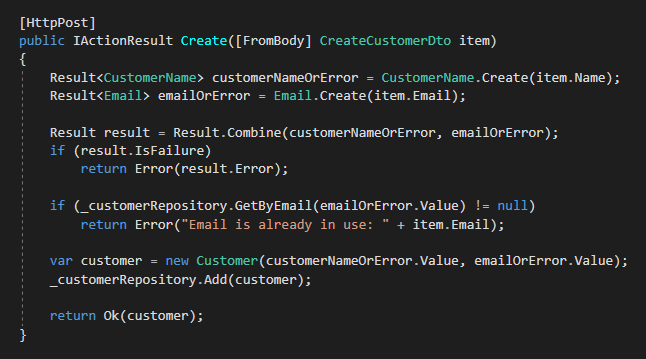 [HttpPost]
public IActionResult Create([FromBody] CreateCustomerDto item)
{
Result<CustomerName> customerNameOrError = CustomerName.Create(item.Name);
Result<Email> emailOrError = Email.Create(item.Email);
Result result = Result.Combine(customerNameOrError, emailOrError);
if (result.IsFailure)
return Error(result.Error);
if (_customerRepository.GetByEmail(emailOrError.Value) != null)
return Error("Email is already in use: " + item.Email);
var customer = new Customer(customerNameOrError.Value, emailOrError.Value);
_customerRepository.Add(customer);
return Ok(customer);
}